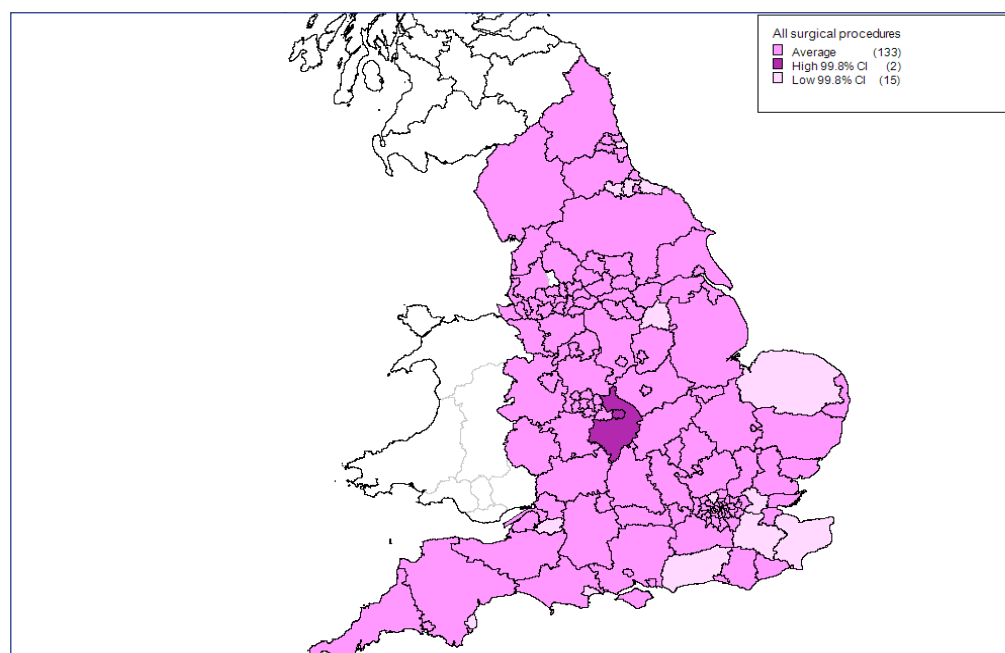 All surgical procedures
Average (133)
High 99.8% CI (2)
Low 99.8% CI (15)